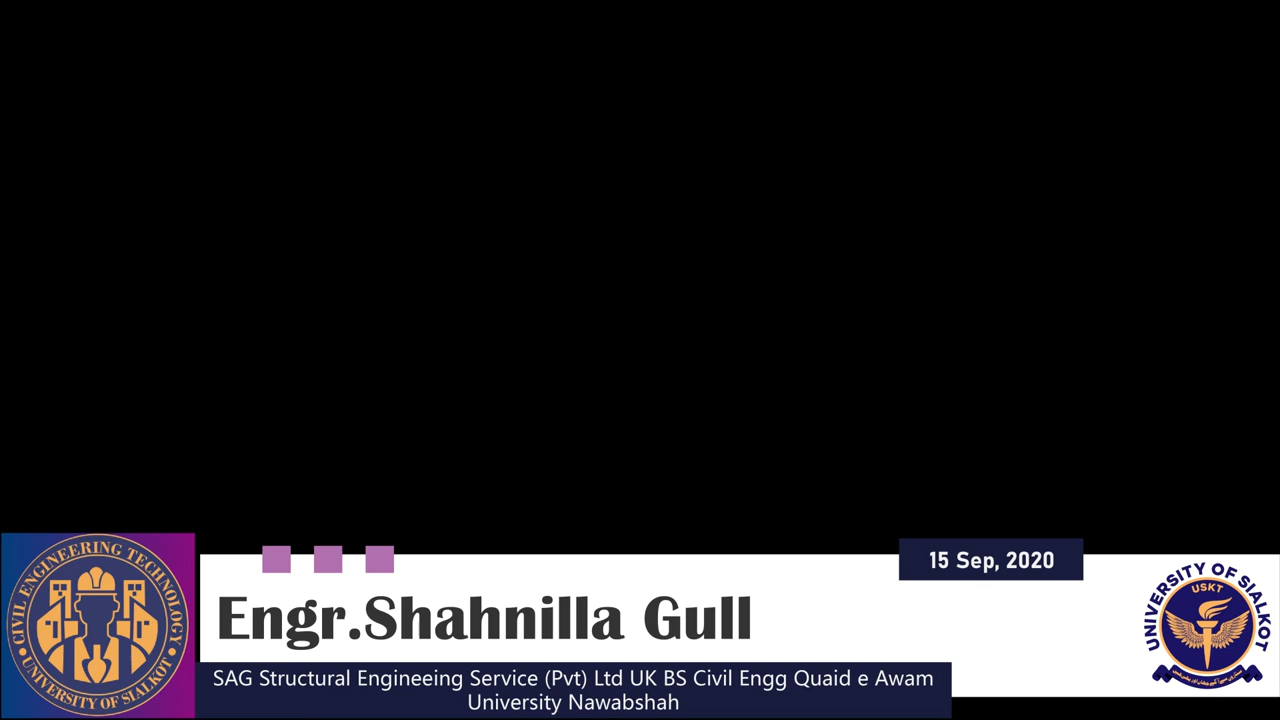 15 Sep, 2020
CIVIL ENGINEERING TECHNOLOGY
UNIVERSITY OF SIALKOT
Engr.Shahnilla Gull
UNIVERSITY OF SIALKOT
USKT
SAG Structural Engineeing Service (Pvt) Ltd UK BS Civil Engg Quaid e Awam
University Nawabshah